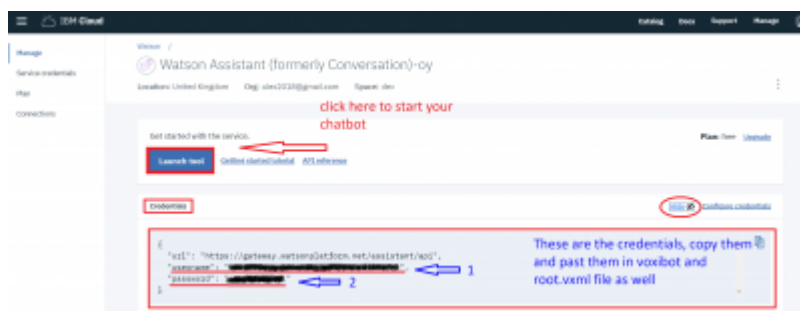 IBM Cloud
Catalog Docs Support Manage
Manage
Service credentials
Plan
Connections
Watson /
Watson Assistant (formerly Conversation)-oy
Location: United Kingdom Org: Space: dev
click here to start your
chatbot
Get started with the service.
Plan: Free Upgrade
Launch tool Getting started tutorial API reference
Credentials
Hide Configure credentials
{
"url": "https://gateway.watsonplatform.net/assistant/api",
"username": "
"password": "
}
1
2
These are the credentials, copy them
and past them in voxibot and
root.vxml file as well